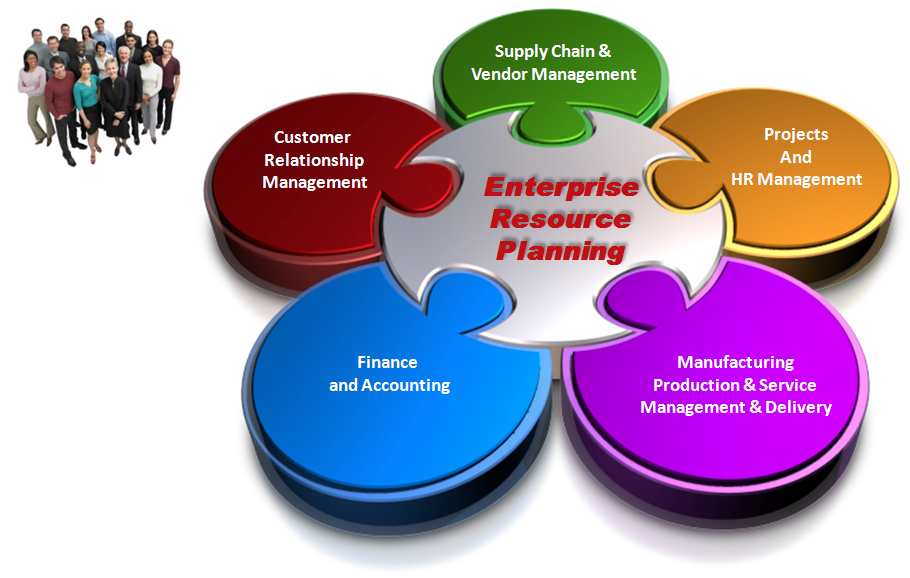 Supply Chain &
Vendor Management
Customer
Relationship
Management
Projects
And
HR Management
Enterprise
Resource
Planning
Finance
and Accounting
Manufacturing
Production & Service
Management & Delivery